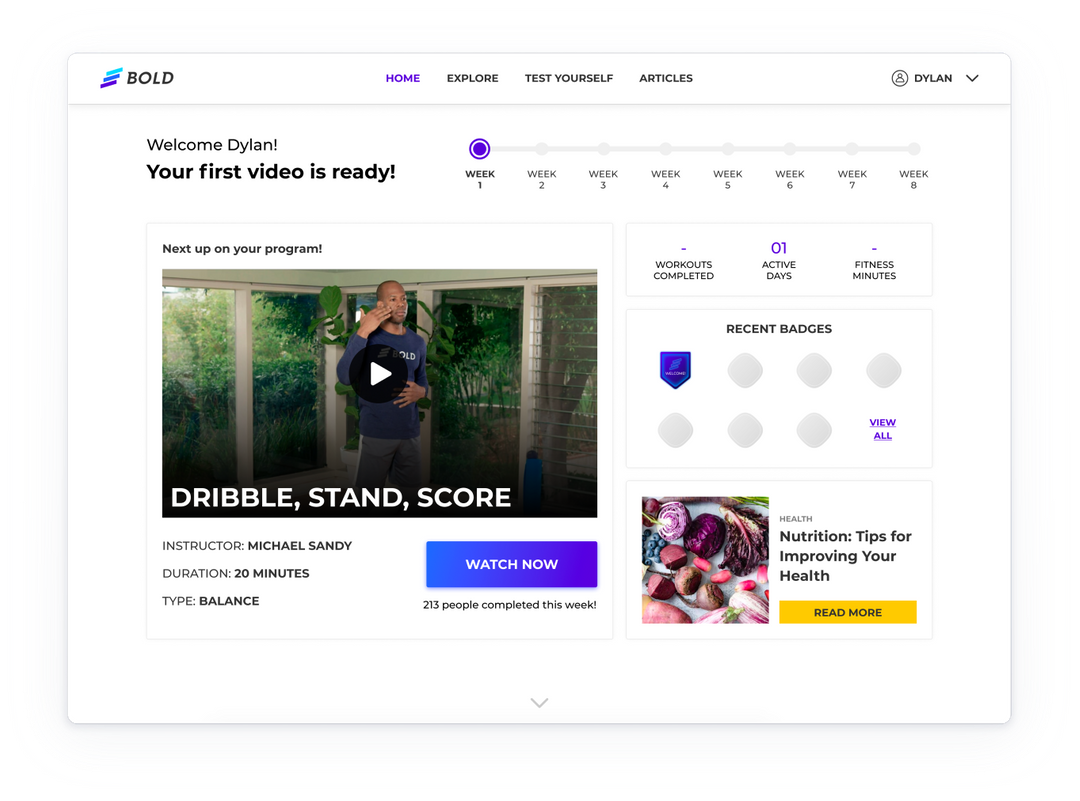 BOLD
HOME EXPLORE TEST YOURSELF ARTICLES
DYLAN
Welcome Dylan!
Your first video is ready!
WEEK 1
WEEK 2
WEEK 3
WEEK 4
WEEK 5
WEEK 6
WEEK 7
WEEK 8
Next up on your program!
BOLD
DRIBBLE, STAND, SCORE
INSTRUCTOR: MICHAEL SANDY
DURATION: 20 MINUTES
TYPE: BALANCE
WATCH NOW
213 people completed this week!
-
WORKOUTS
COMPLETED
01
ACTIVE
DAYS
-
FITNESS
MINUTES
RECENT BADGES
WELCOME!
VIEW
ALL
HEALTH
Nutrition: Tips for
Improving Your
Health
READ MORE